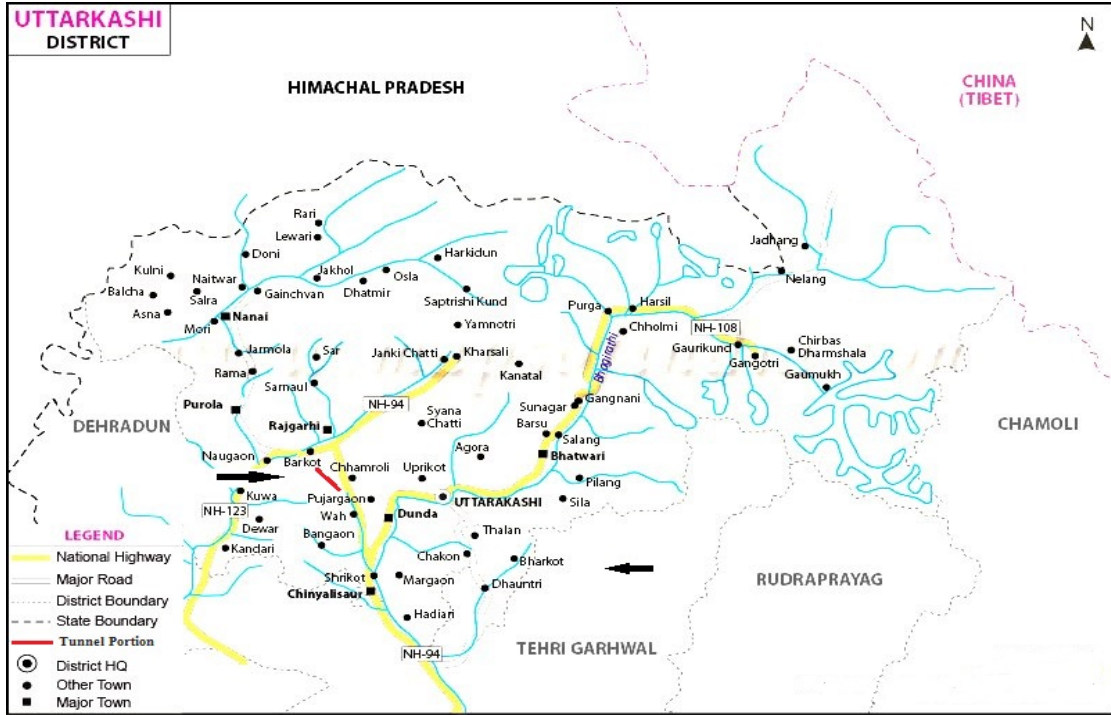 UTTARKASHI
DISTRICT
N
HIMACHAL PRADESH
CHINA
(TIBET)
Rari
Lewari
Doni
Harkidun
Jadhang
Kulni
Naitwar
Jakhol
Osla
Nelang
Balcha
Salra
Gainchvan
Dhatmir
Saptrishi Kund
Asna
Mori
Nanai
Yamnotri
Purga
Harsil
Chholmi
NH-108
Jarmola
Sar
Janki Chatti
Kharsali
Gaurikund
Chirbas
Dharmshala
Rama
Kanatal
Bhagirathi
Gangotri
Gaumukh
Sarnaul
Purola
NH-94
Syana
Chatti
Sunagar
Gangnani
DEHRADUN
Rajgarhi
Barsu
Salang
CHAMOLI
Naugaon
Barkot
Agora
Bhatwari
Chhamroli
Uprikot
Pilang
Kuwa
Pujargaon
UTTARAKASHI
Sila
NH-123
Wah
Dunda
Dewar
Bangaon
Thalan
Kandari
Chakon
Bharkot
Shrikot
Margaon
Dhauntri
RUDRAPRAYAG
Chinyalisaur
Hadiari
TEHRI GARHWAL
NH-94
LEGEND
National Highway
Major Road
District Boundary
State Boundary
Tunnel Portion
District HQ
Other Town
Major Town